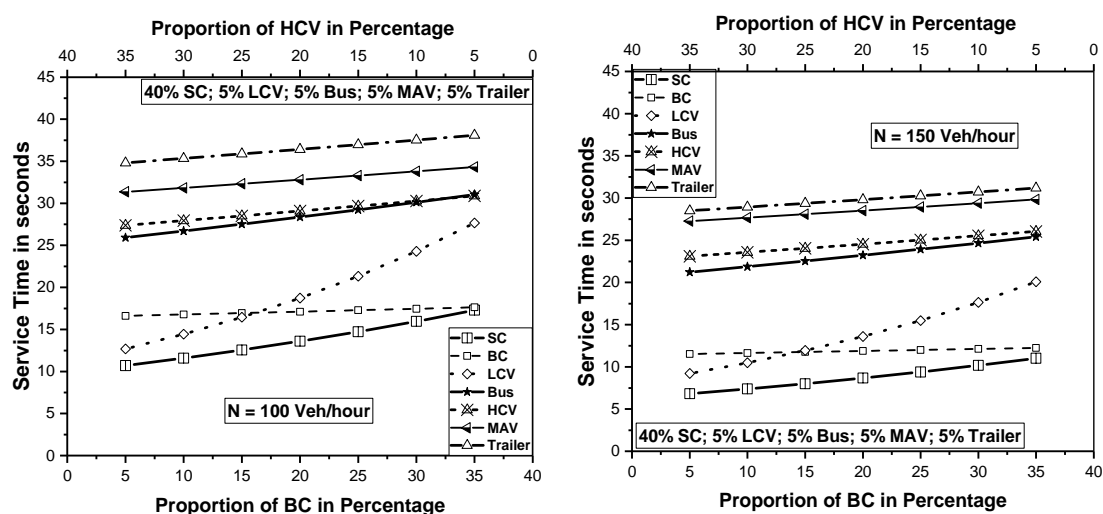 Proportion of HCV in Percentage
40 35 30 25 20 15 10 5 0
45
40
35
30
25
20
15
10
5
0
Service Time in seconds
40% SC; 5% LCV; 5% Bus; 5% MAV; 5% Trailer
SC
BC
LCV
Bus
HCV
MAV
Trailer
N = 100 Veh/hour
0 5 10 15 20 25 30 35 40
Proportion of BC in Percentage
Proportion of HCV in Percentage
40 35 30 25 20 15 10 5 0
45
40
35
30
25
20
15
10
5
0
Service Time in seconds
SC
BC
LCV
Bus
HCV
MAV
Trailer
N = 150 Veh/hour
40% SC; 5% LCV; 5% Bus; 5% MAV; 5% Trailer
0 5 10 15 20 25 30 35 40
Proportion of BC in Percentage